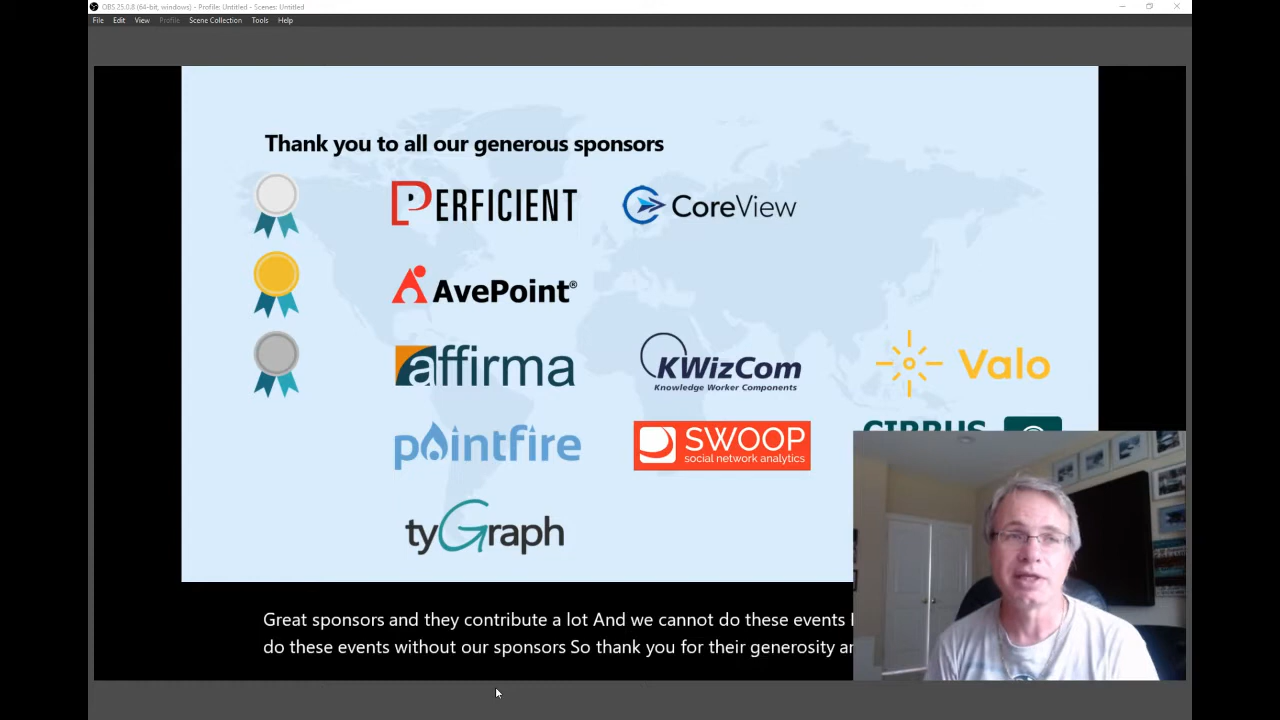 OBS 25.0.8 (64-bit, windows) - Profile: Untitled - Scenes: Untitled
File Edit View Profile Scene Collection Tools Help
Thank you to all our generous sponsors
PERFICIENT CoreView
AvePoint®
affirma KWizCom Valo
Knowledge Worker Components
CIRRUS
pointfire SWOOP
social network analytics
tyGraph
Great sponsors and they contribute a lot And we cannot do these events
do these events without our sponsors So thank you for their generosity